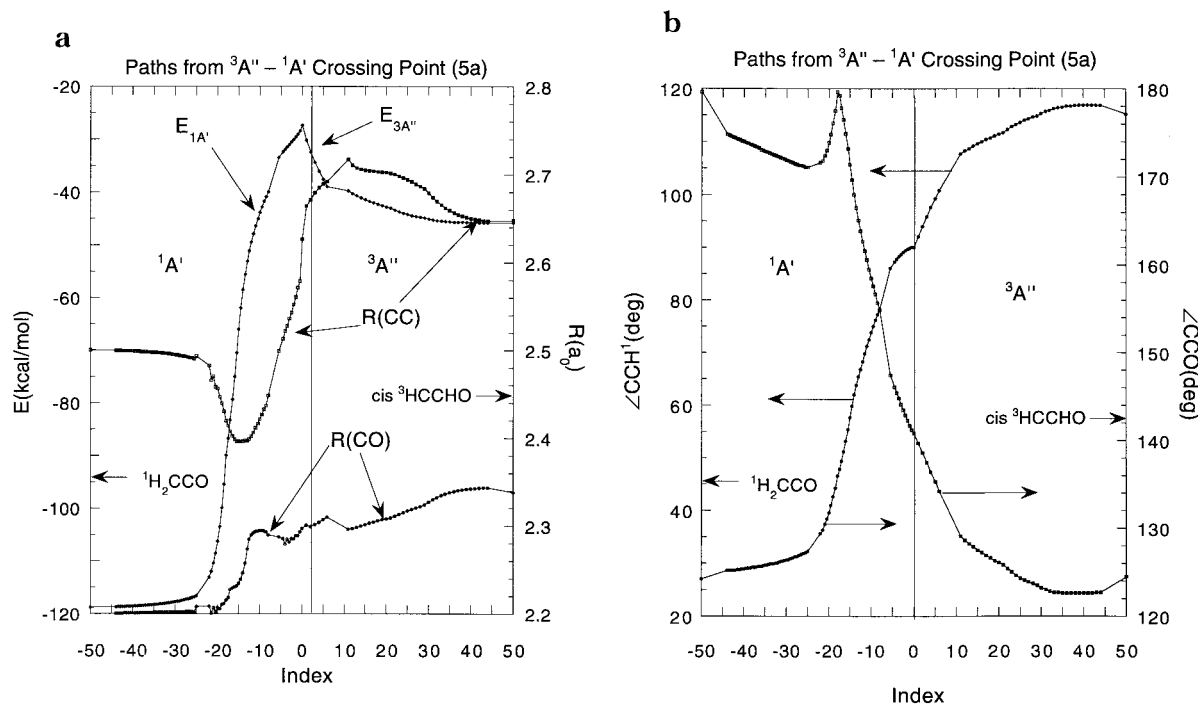 a
Paths from ³A" – ¹A' Crossing Point (5a)
-20
-40
-60
-80
-100
-120
E(kcal/mol)
2.8
2.7
2.6
2.5
2.4
2.3
2.2
R(a₀)
E₁A'
E₃A"
¹A'
³A"
R(CC)
cis ³HCCHO
R(CO)
¹H₂CCO
-50 -40 -30 -20 -10 0 10 20 30 40 50
Index
b
Paths from ³A" – ¹A' Crossing Point (5a)
120
100
80
60
40
20
∠CCH¹(deg)
180
170
160
150
140
130
120
∠CCO(deg)
¹A'
³A"
cis ³HCCHO
¹H₂CCO
-50 -40 -30 -20 -10 0 10 20 30 40 50
Index